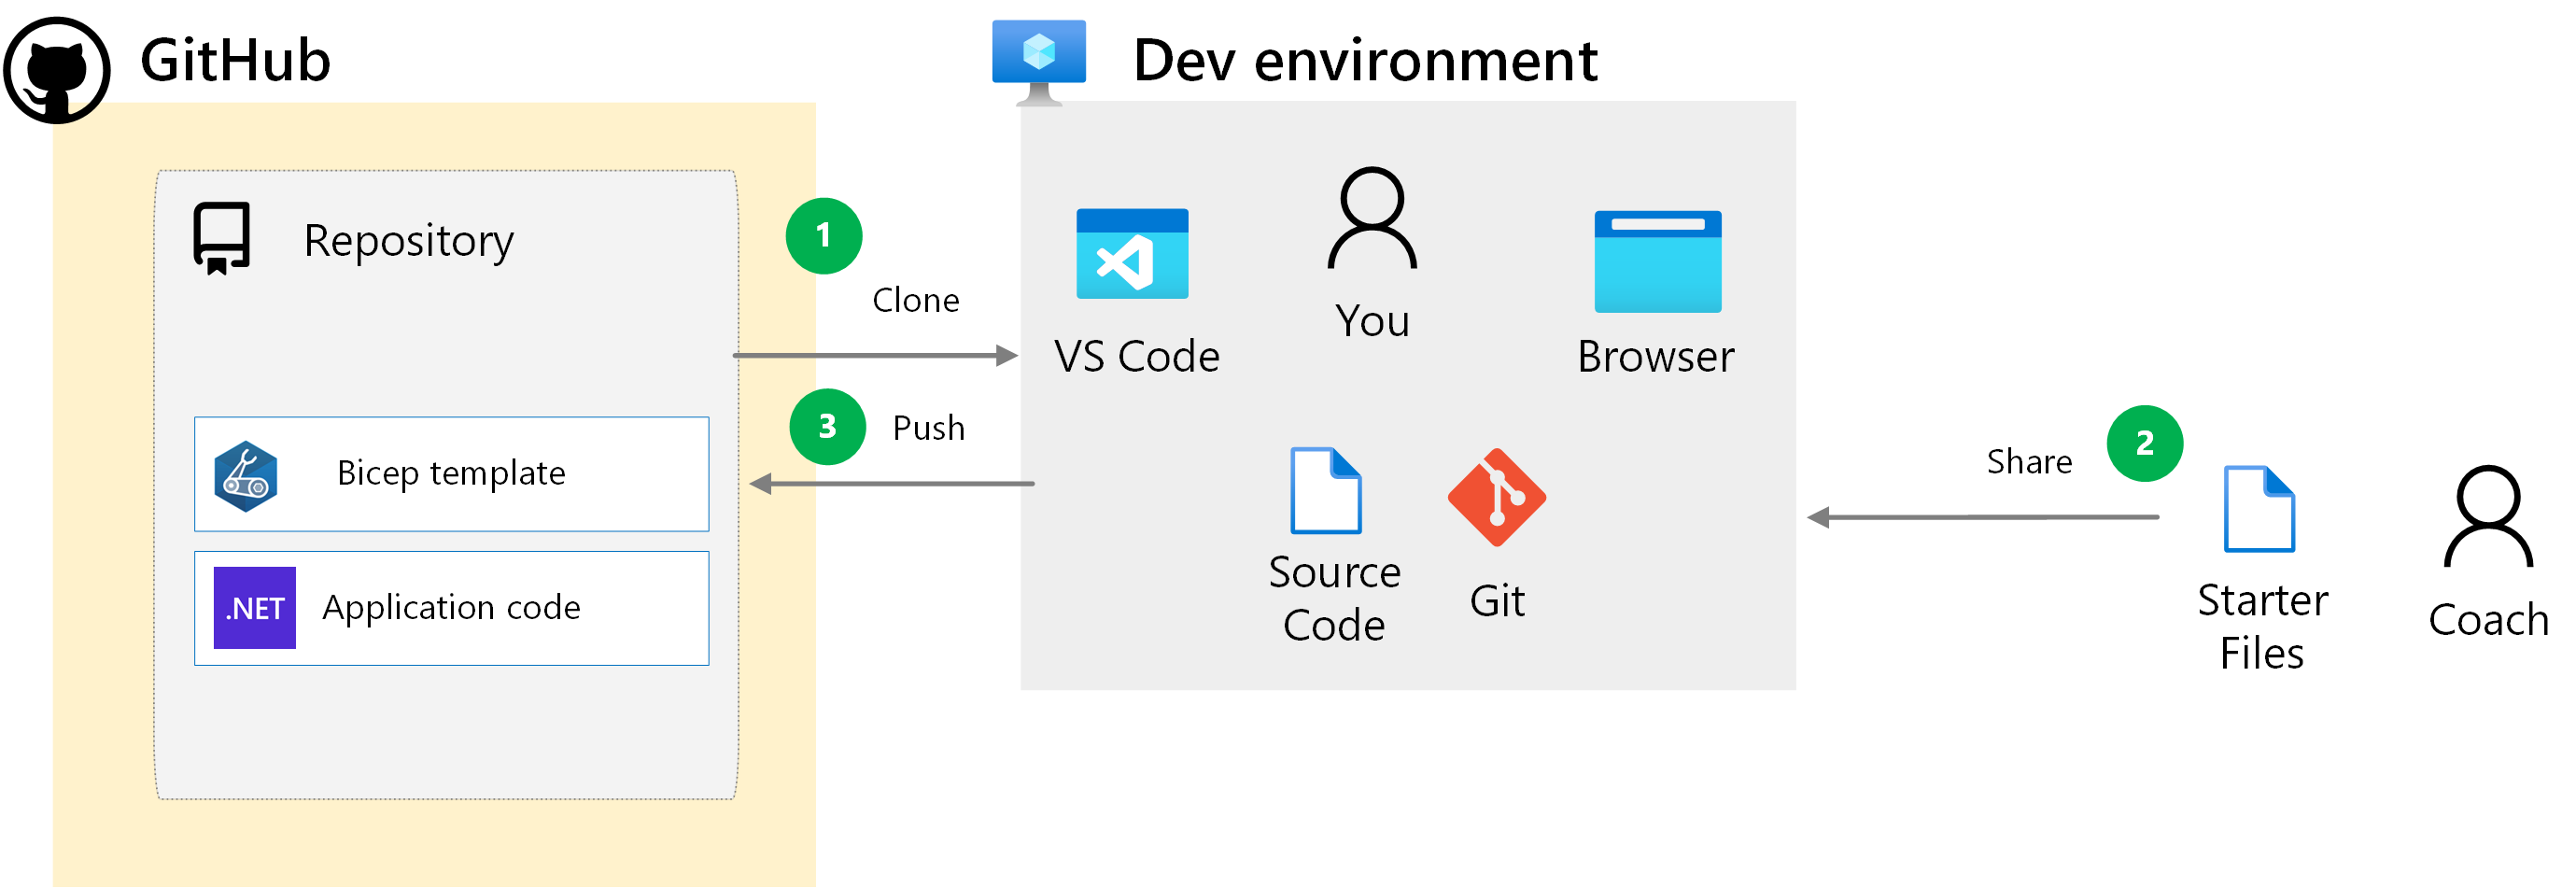 GitHub
Dev environment
Repository
1
Clone
VS Code
You
Browser
3
Push
2
Share
Bicep template
.NET
Application code
Source
Code
Git
Starter
Files
Coach